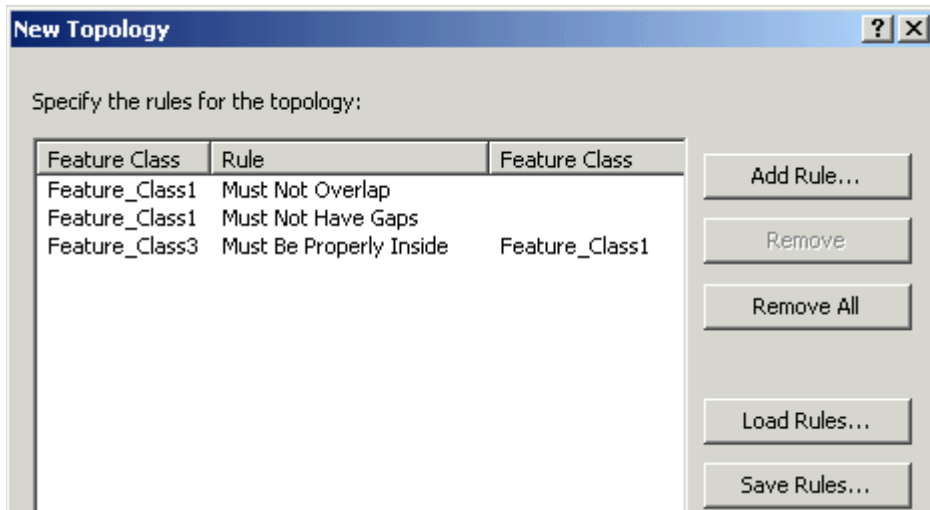 New Topology
Specify the rules for the topology:
Feature Class Rule Feature Class
Feature_Class1 Must Not Overlap
Feature_Class1 Must Not Have Gaps
Feature_Class3 Must Be Properly Inside Feature_Class1
Add Rule...
Remove
Remove All
Load Rules...
Save Rules...